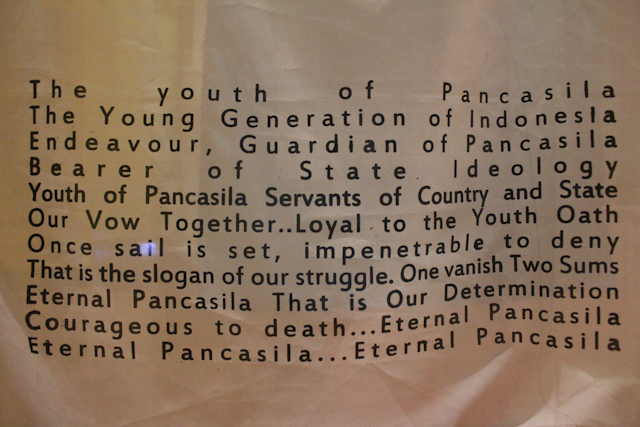 The youth of Pancasila
The Young Generation of Indonesia
Endeavour, Guardian of Pancasila
Bearer of State Ideology
Youth of Pancasila Servants of Country and State
Our Vow Together..Loyal to the Youth Oath
Once sail is set, impenetrable to deny
That is the slogan of our struggle. One vanish Two Sums
Eternal Pancasila That is Our Determination
Courageous to death...Eternal Pancasila
Eternal Pancasila...Eternal Pancasila